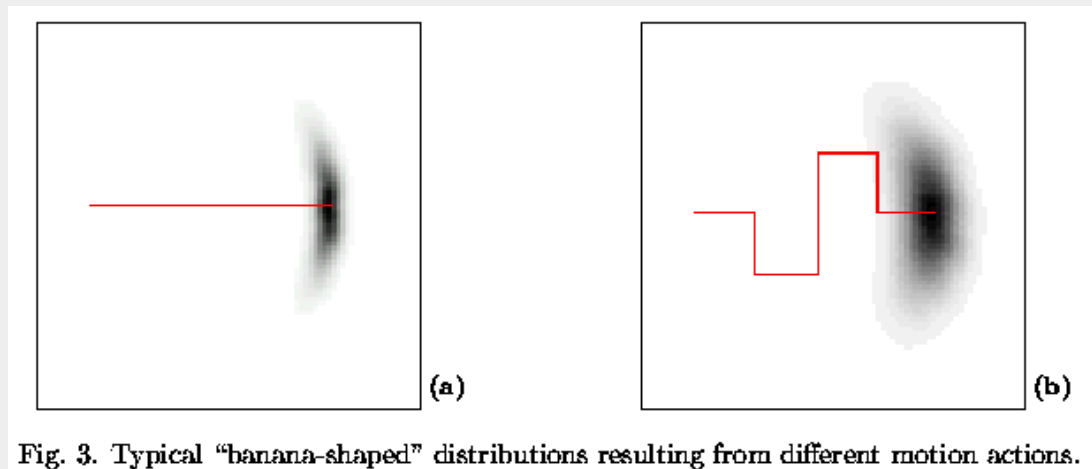 (a) (b)
Fig. 3. Typical “banana-shaped” distributions resulting from different motion actions.